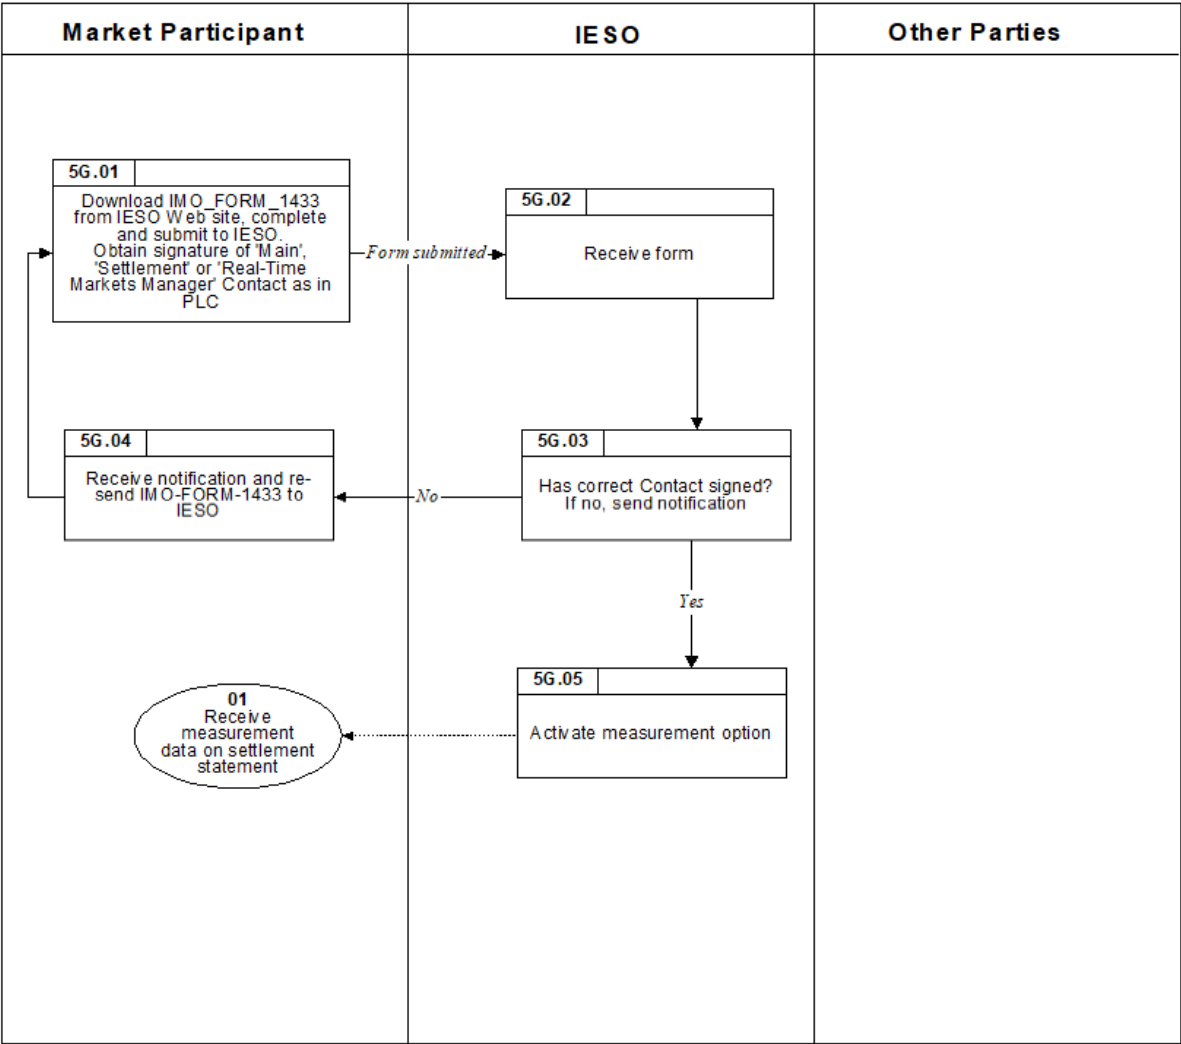 Market Participant
IESO
Other Parties
5G.01
Download IMO_FORM_1433
from IESO Web site, complete
and submit to IESO.
Obtain signature of 'Main',
'Settlement' or 'Real-Time
Markets Manager' Contact as in
PLC
Form submitted
5G.02
Receive form
5G.04
Receive notification and re-
send IMO-FORM-1433 to
IESO
No
5G.03
Has correct Contact signed?
If no, send notification
Yes
01
Receive
measurement
data on settlement
statement
5G.05
Activate measurement option